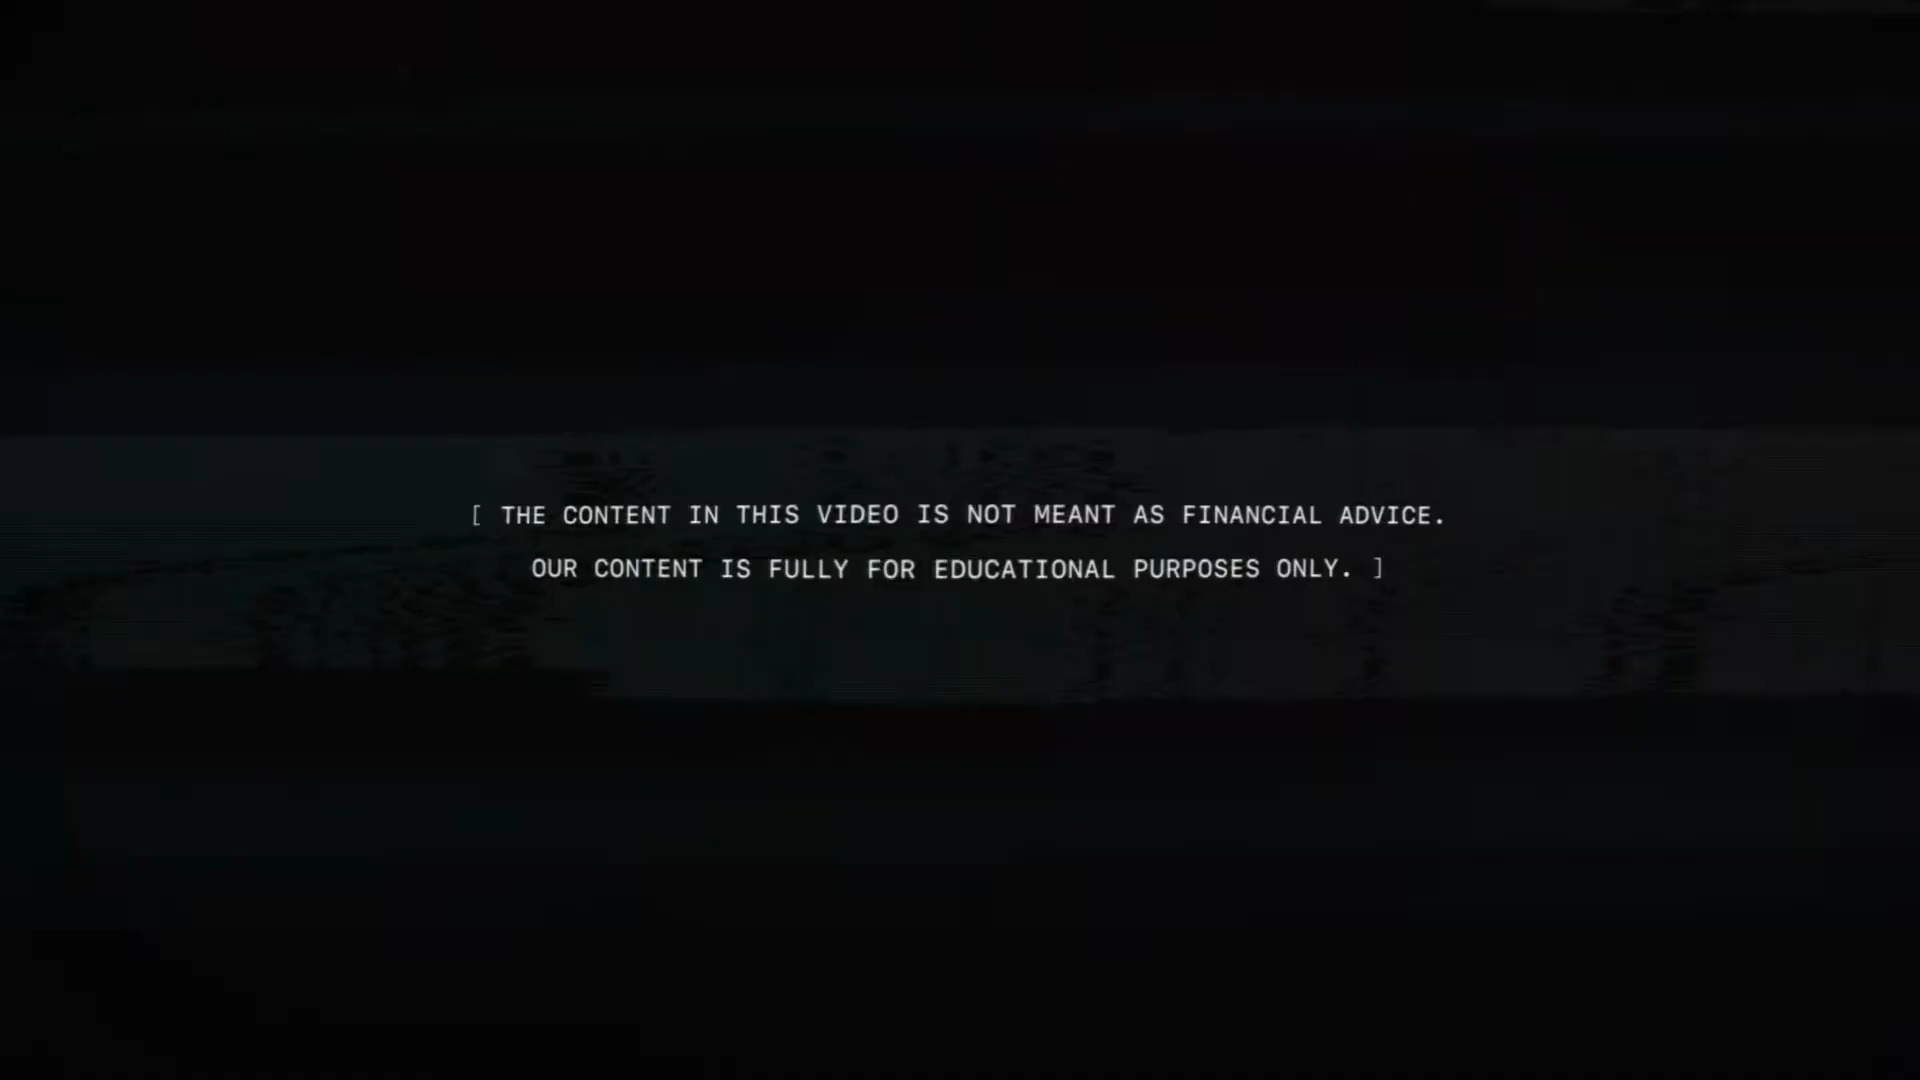 [ THE CONTENT IN THIS VIDEO IS NOT MEANT AS FINANCIAL ADVICE.
OUR CONTENT IS FULLY FOR EDUCATIONAL PURPOSES ONLY. ]